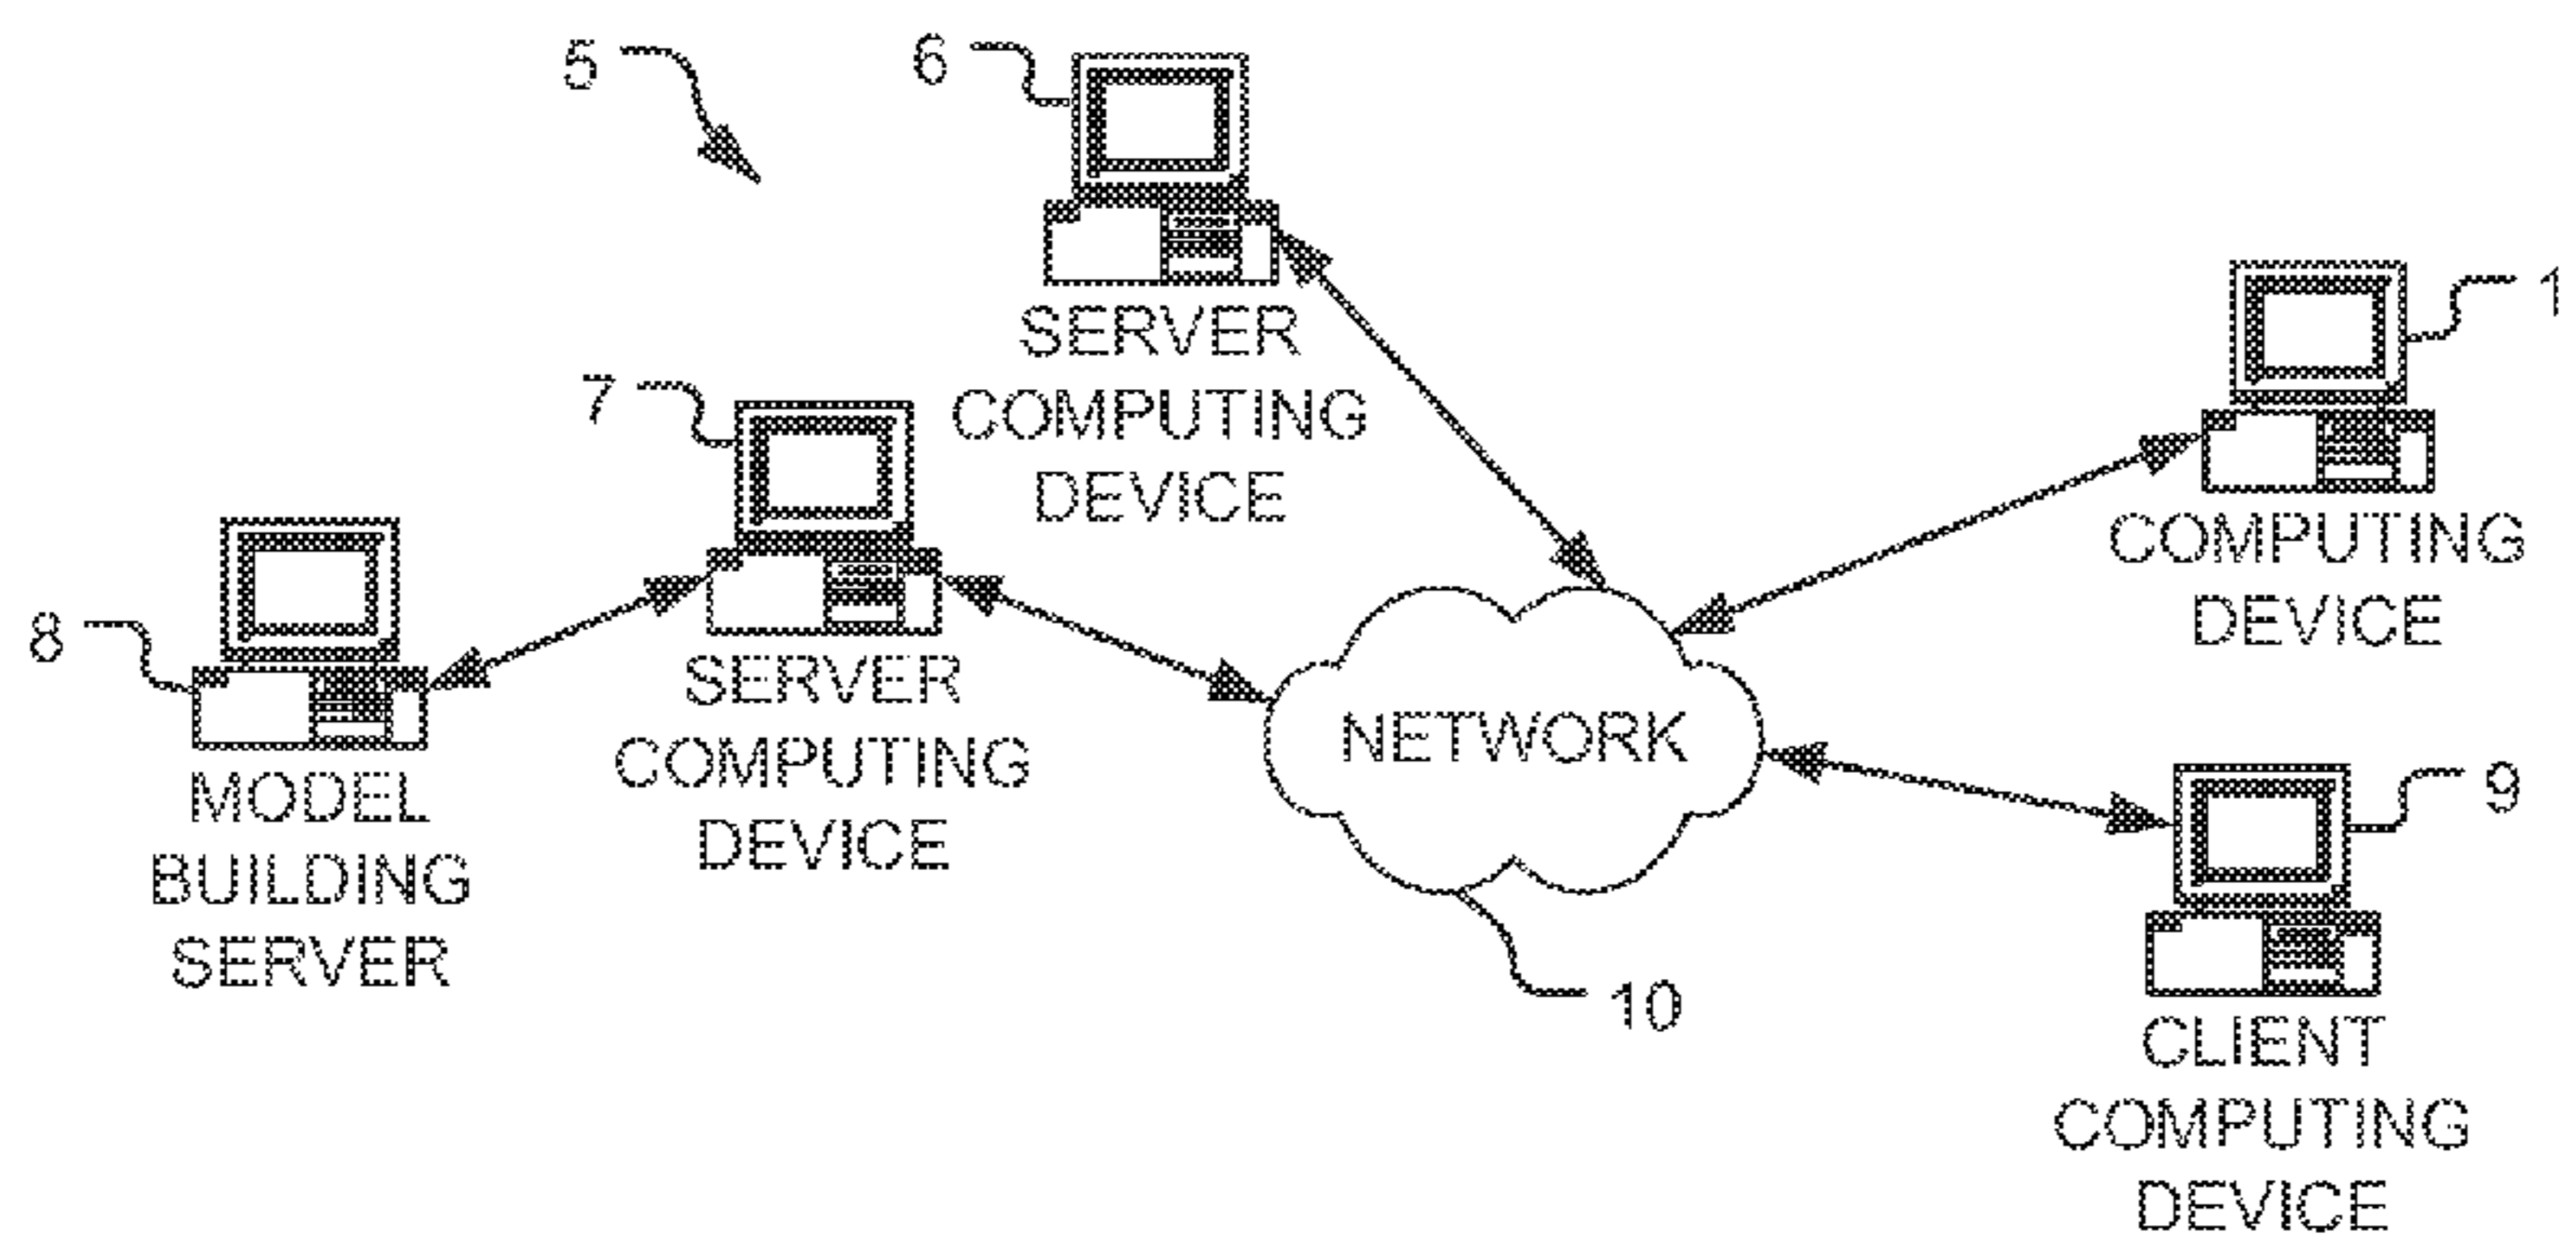 5
6
SERVER
COMPUTING
DEVICE
1
COMPUTING
DEVICE
7
SERVER
COMPUTING
DEVICE
8
MODEL
BUILDING
SERVER
NETWORK
10
9
CLIENT
COMPUTING
DEVICE